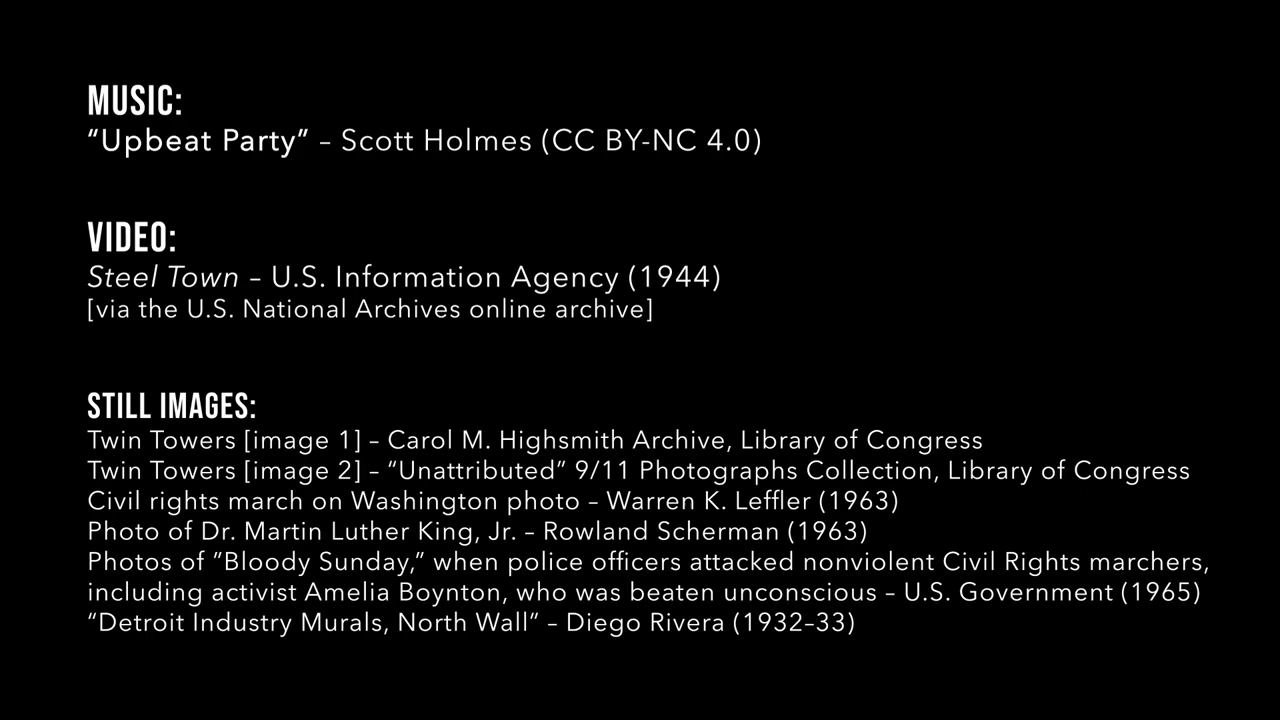 MUSIC:
“Upbeat Party” – Scott Holmes (CC BY-NC 4.0)
VIDEO:
Steel Town – U.S. Information Agency (1944)
[via the U.S. National Archives online archive]
STILL IMAGES:
Twin Towers [image 1] – Carol M. Highsmith Archive, Library of Congress
Twin Towers [image 2] – “Unattributed” 9/11 Photographs Collection, Library of Congress
Civil rights march on Washington photo – Warren K. Leffler (1963)
Photo of Dr. Martin Luther King, Jr. – Rowland Scherman (1963)
Photos of ”Bloody Sunday,” when police officers attacked nonviolent Civil Rights marchers,
including activist Amelia Boynton, who was beaten unconscious – U.S. Government (1965)
“Detroit Industry Murals, North Wall” – Diego Rivera (1932–33)